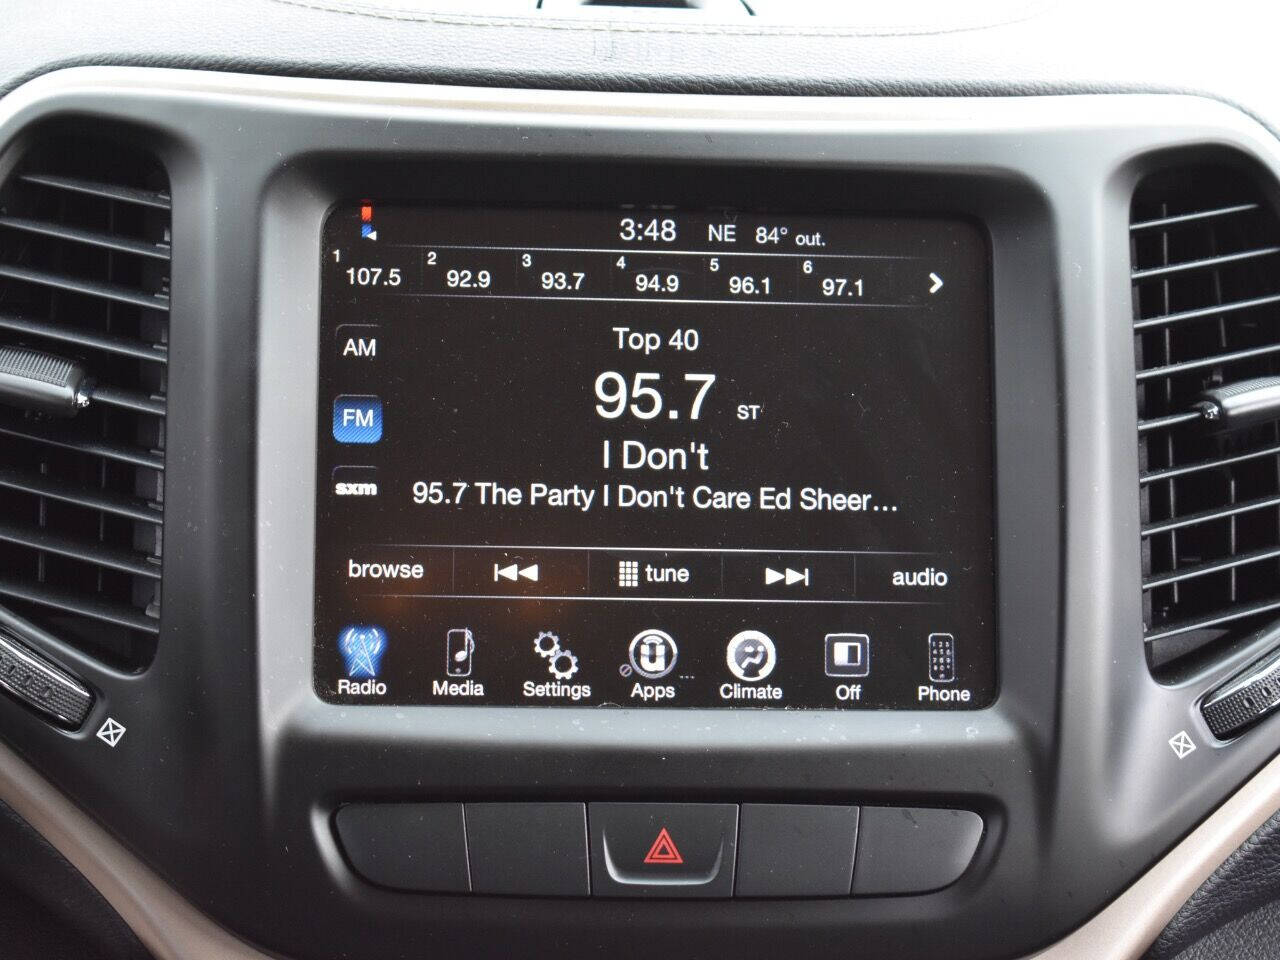 3:48 NE 84° out.
1 107.5 2 92.9 3 93.7 4 94.9 5 96.1 6 97.1
AM
Top 40
95.7 ST
FM
I Don't
sxm
95.7 The Party I Don't Care Ed Sheer...
browse tune audio
Radio Media Settings Apps Climate Off Phone